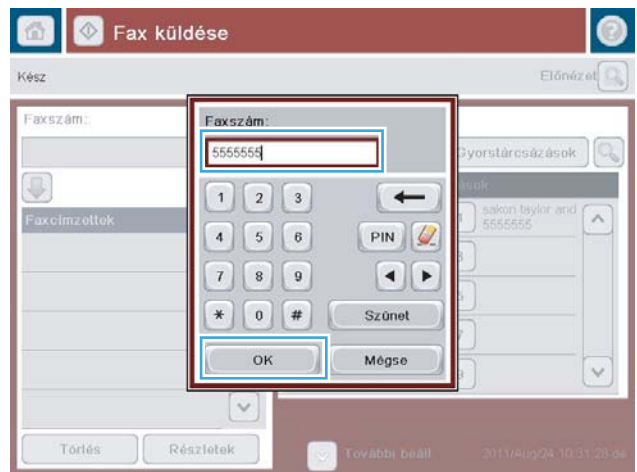 Fax küldése
Kész
Előnézet
Faxszám:
Faxszám:
5555555
Gyorstárcsázások
Faxcímzettek
1 2 3
4 5 6 PIN
7 8 9
* 0 # Szünet
OK Mégse
sakon taylor and
5555555
Törlés Részletek
További beáll
2011/Aug/24 10:31:28 de